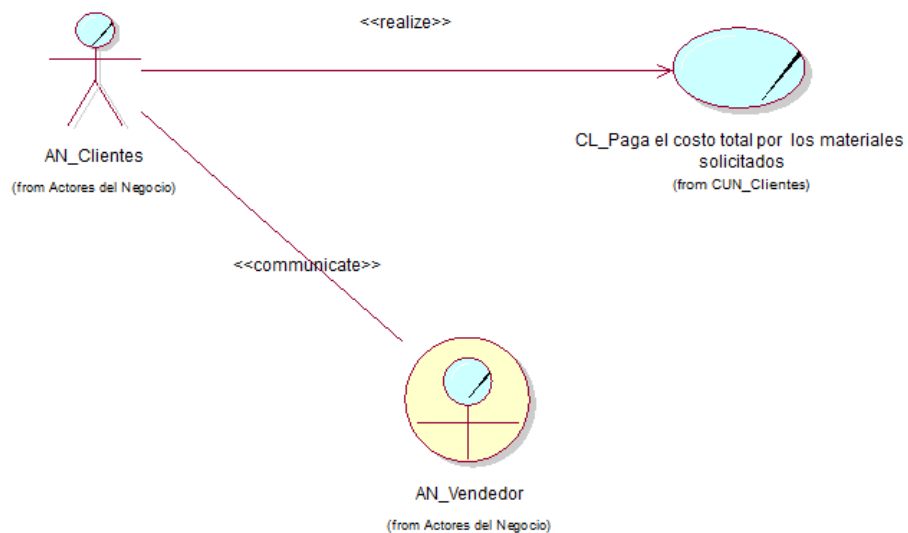 <<realize>>
AN_Clientes
(from Actores del Negocio)
CL_Paga el costo total por los materiales
solicitados
(from CUN_Clientes)
<<communicate>>
AN_Vendedor
(from Actores del Negocio)